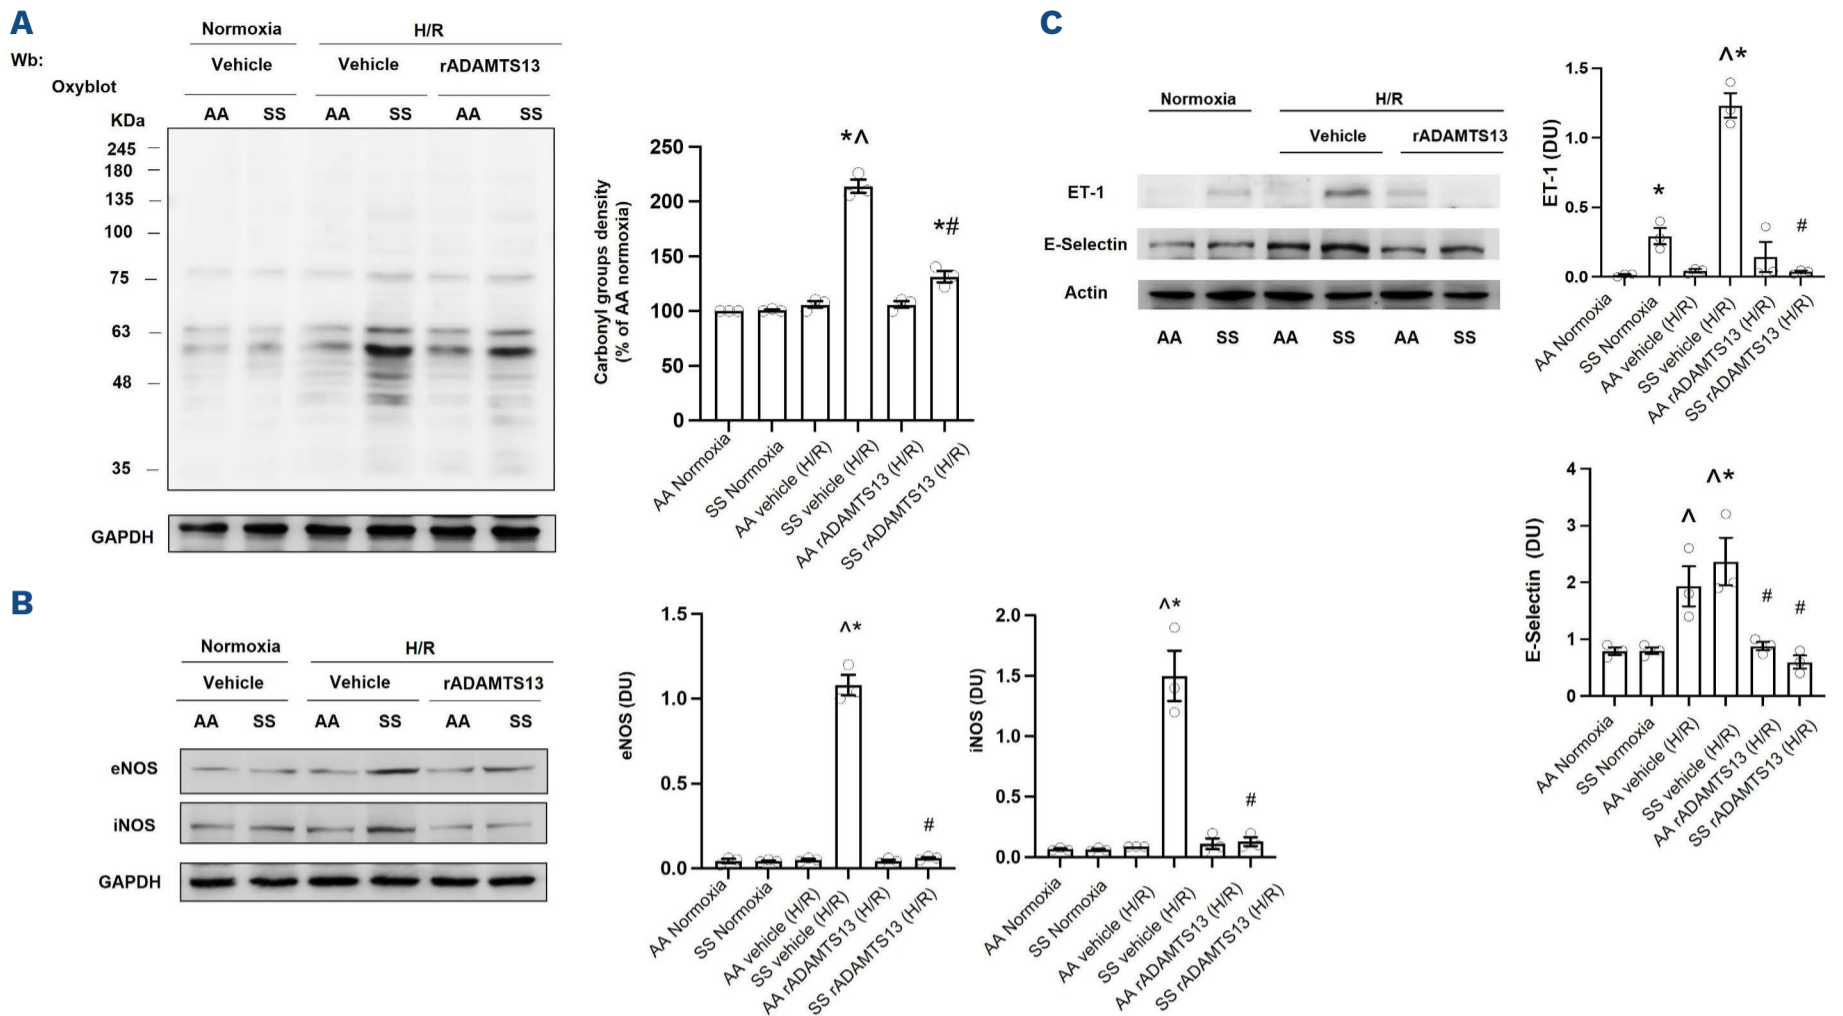 A
Normoxia
H/R
Wb:
Vehicle
Vehicle
rADAMTS13
Oxyblot
AA
SS
AA
SS
AA
SS
KDa
245
180
135
100
75
63
48
35
GAPDH
Carbonyl groups density
(% of AA normoxia)
250
200
150
100
50
0
*^
*#
AA Normoxia
SS Normoxia
AA vehicle (H/R)
SS vehicle (H/R)
AA rADAMTS13 (H/R)
SS rADAMTS13 (H/R)
B
Normoxia
H/R
Vehicle
Vehicle
rADAMTS13
AA
SS
AA
SS
AA
SS
eNOS
iNOS
GAPDH
eNOS (DU)
1.5
1.0
0.5
0.0
^*
#
AA Normoxia
SS Normoxia
AA vehicle (H/R)
SS vehicle (H/R)
AA rADAMTS13 (H/R)
SS rADAMTS13 (H/R)
iNOS (DU)
2.0
1.5
1.0
0.5
0.0
^*
#
AA Normoxia
SS Normoxia
AA vehicle (H/R)
SS vehicle (H/R)
AA rADAMTS13 (H/R)
SS rADAMTS13 (H/R)
C
Normoxia
H/R
Vehicle
rADAMTS13
ET-1
E-Selectin
Actin
AA
SS
AA
SS
AA
SS
ET-1 (DU)
1.5
1.0
0.5
0.0
*
^*
#
AA Normoxia
SS Normoxia
AA vehicle (H/R)
SS vehicle (H/R)
AA rADAMTS13 (H/R)
SS rADAMTS13 (H/R)
E-Selectin (DU)
4
3
2
1
0
^
^*
#
#
AA Normoxia
SS Normoxia
AA vehicle (H/R)
SS vehicle (H/R)
AA rADAMTS13 (H/R)
SS rADAMTS13 (H/R)